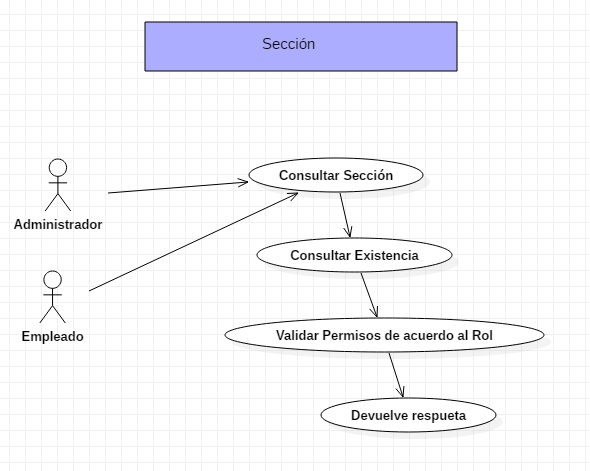 Sección
Consultar Sección
Administrador
Consultar Existencia
Empleado
Validar Permisos de acuerdo al Rol
Devuelve respueta